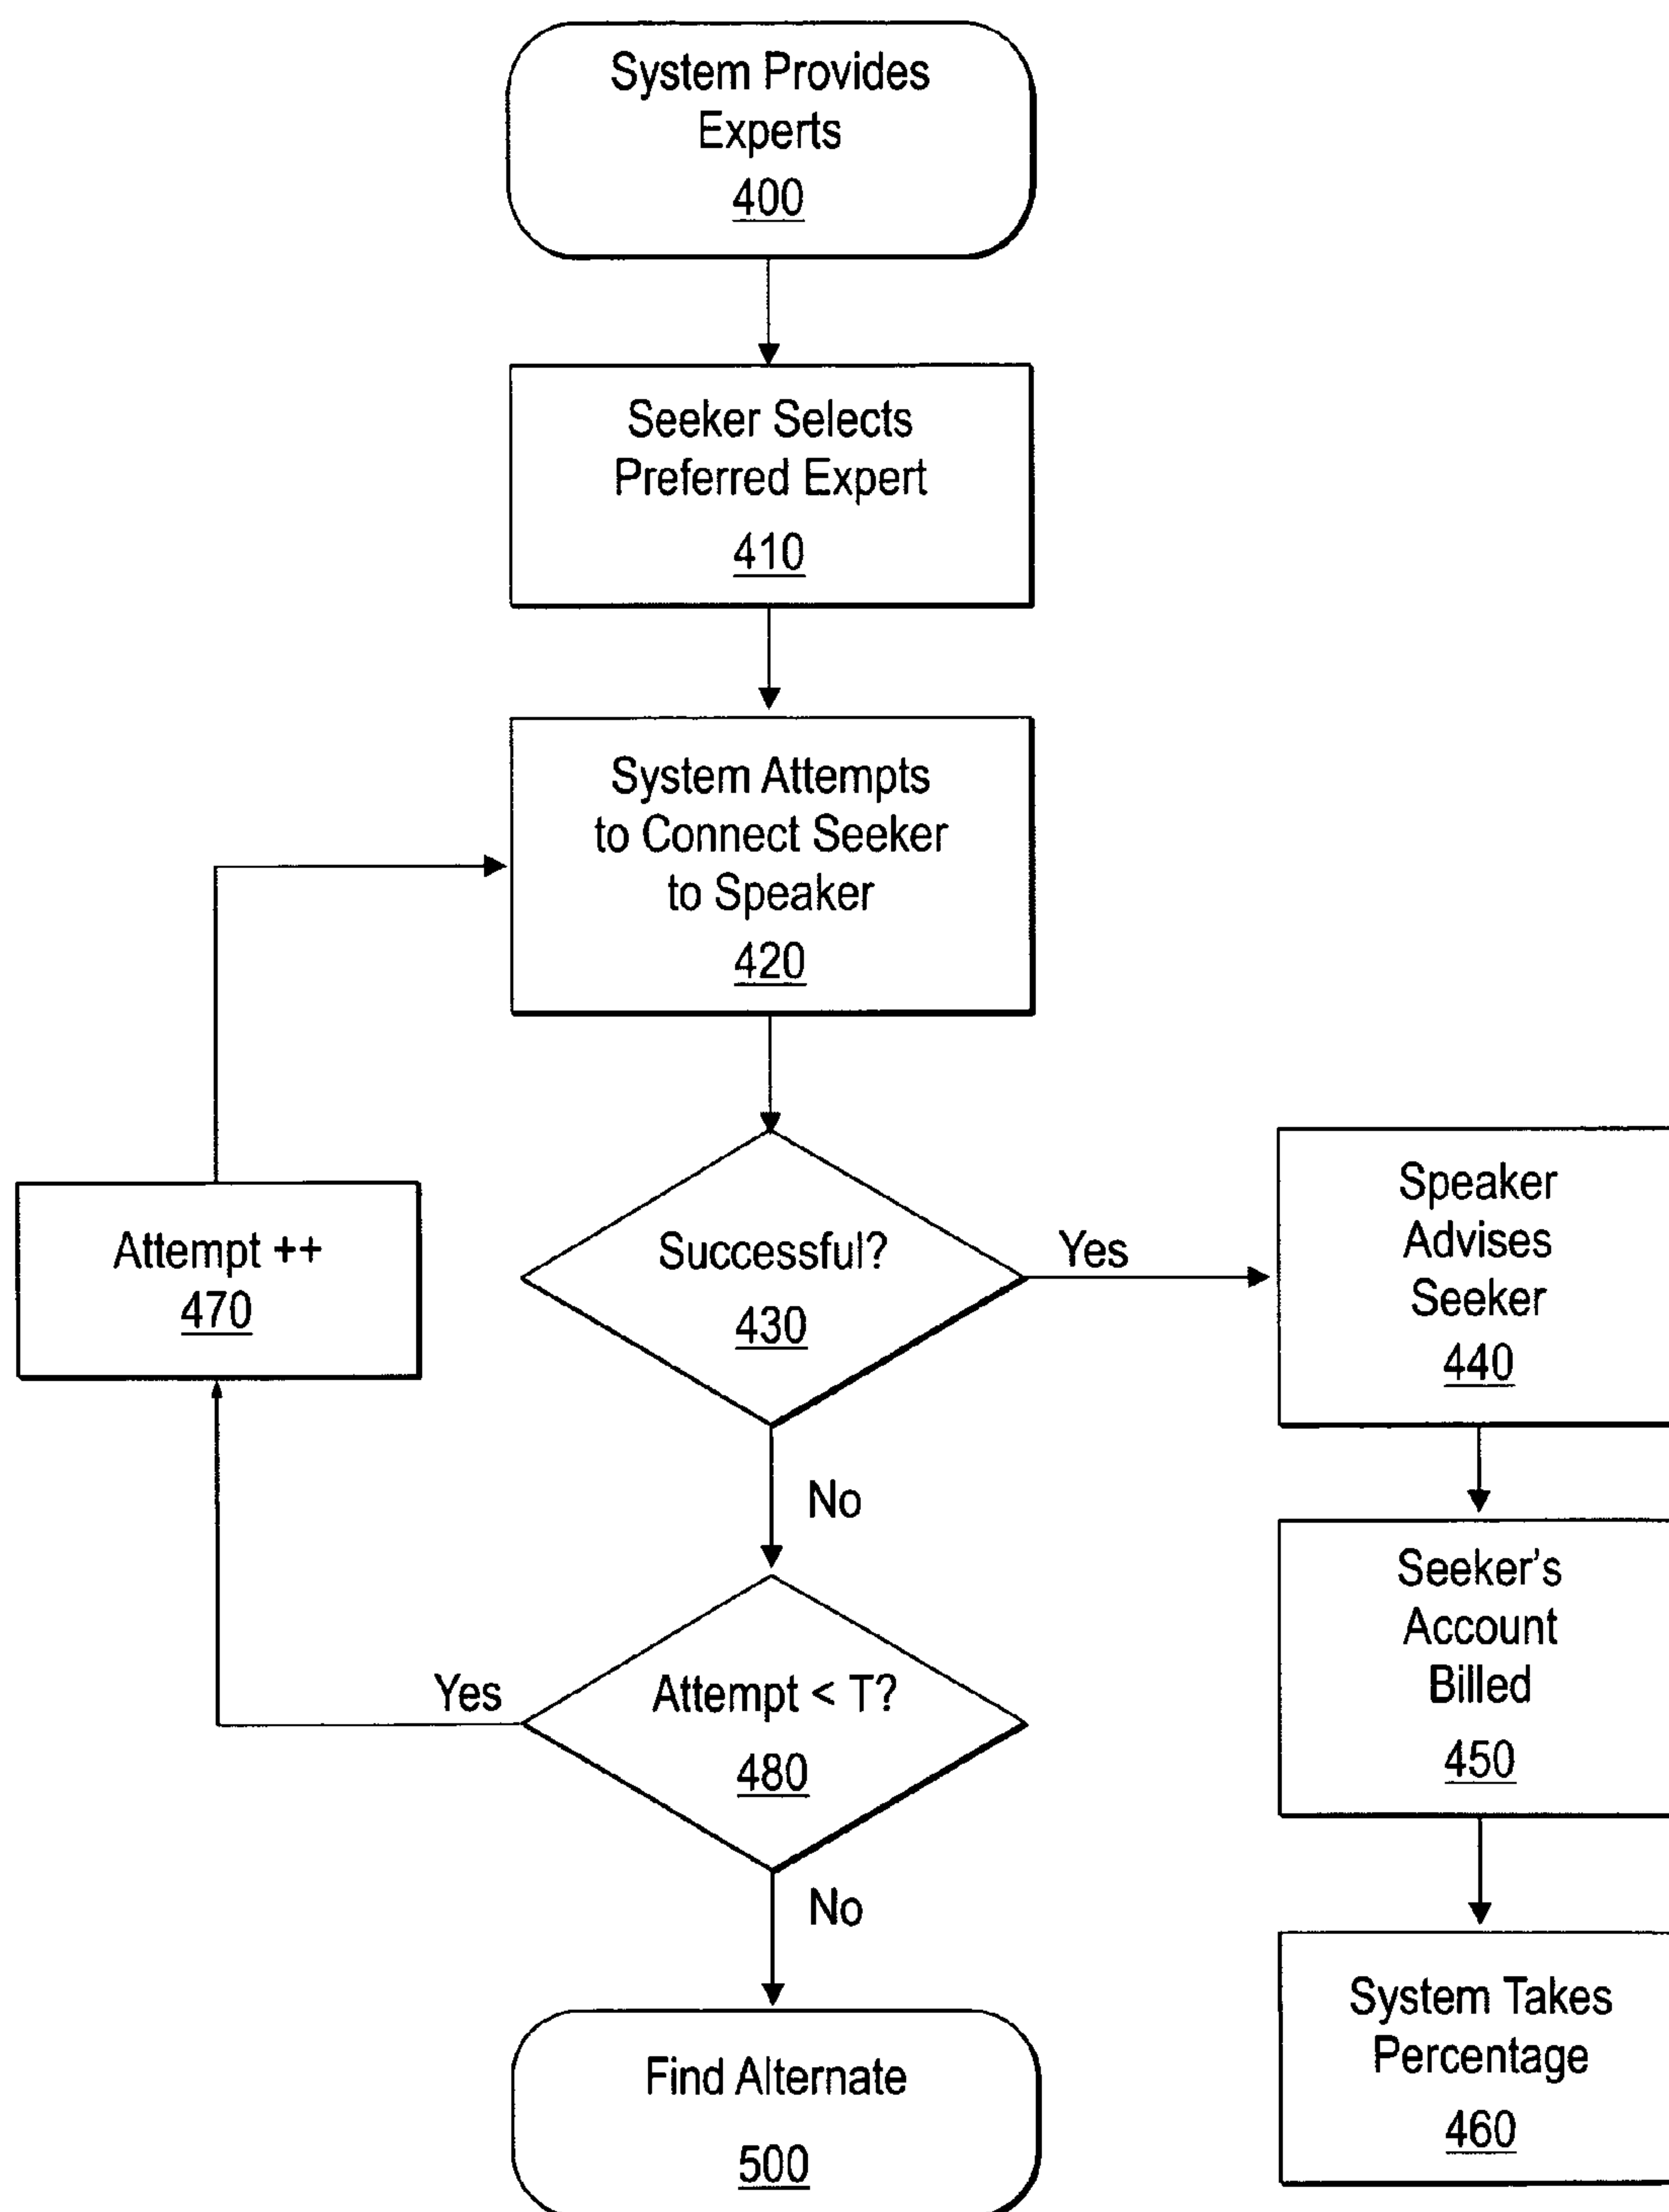 System Provides
Experts
400
Seeker Selects
Preferred Expert
410
System Attempts
to Connect Seeker
to Speaker
420
Attempt ++
470
Successful?
430
Yes
Speaker
Advises
Seeker
440
No
Seeker's
Account
Billed
450
Yes
Attempt < T?
480
No
System Takes
Percentage
460
Find Alternate
500